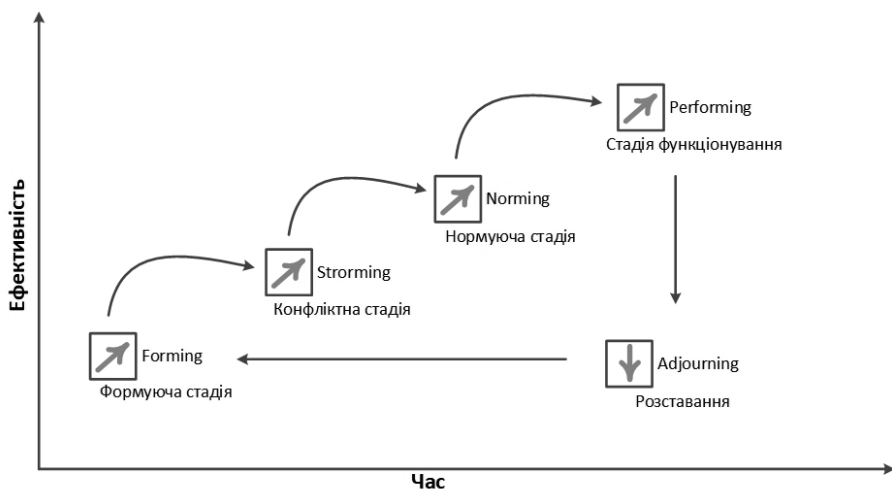 Performing
Стадія функціонування
Norming
Нормуюча стадія
Strorming
Конфліктна стадія
Forming
Формуюча стадія
Adjourning
Розставання
Ефективність
Час